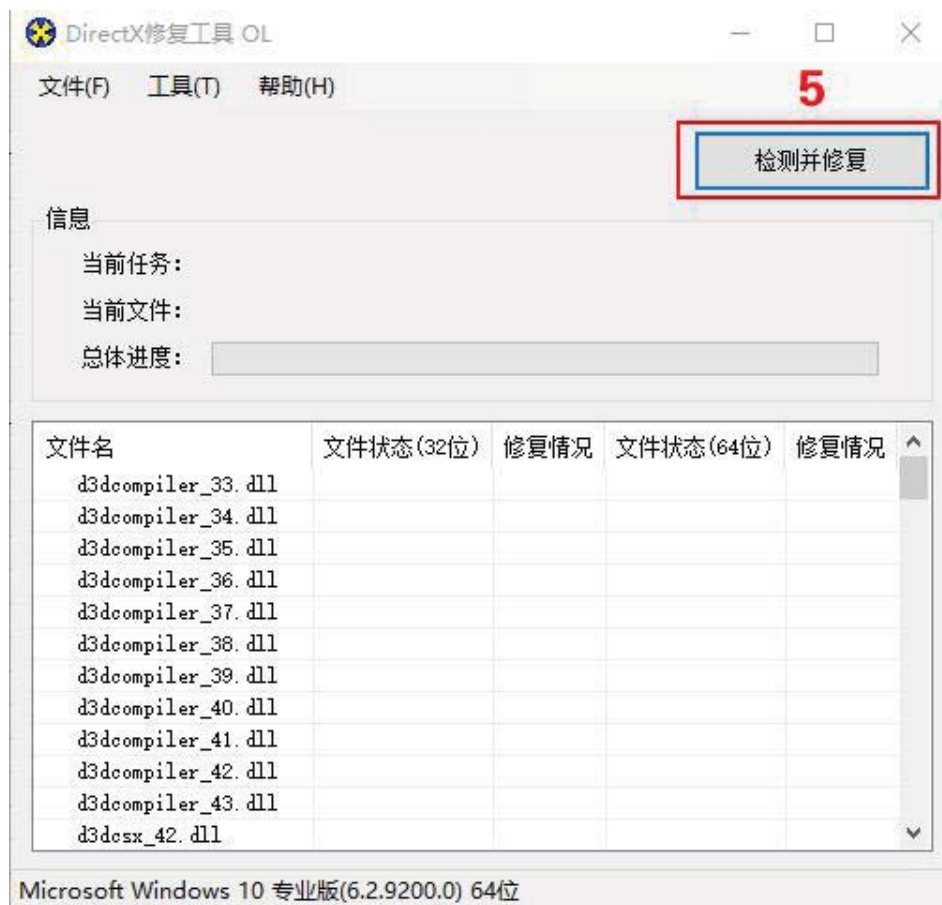 DirectX修复工具 OL
文件(F) 工具(T) 帮助(H)
5
检测并修复
信息
当前任务:
当前文件:
总体进度:
文件名 文件状态(32位) 修复情况 文件状态(64位) 修复情况
d3dcompiler_33.dll
d3dcompiler_34.dll
d3dcompiler_35.dll
d3dcompiler_36.dll
d3dcompiler_37.dll
d3dcompiler_38.dll
d3dcompiler_39.dll
d3dcompiler_40.dll
d3dcompiler_41.dll
d3dcompiler_42.dll
d3dcompiler_43.dll
d3dcsx_42.dll
Microsoft Windows 10 专业版(6.2.9200.0) 64位